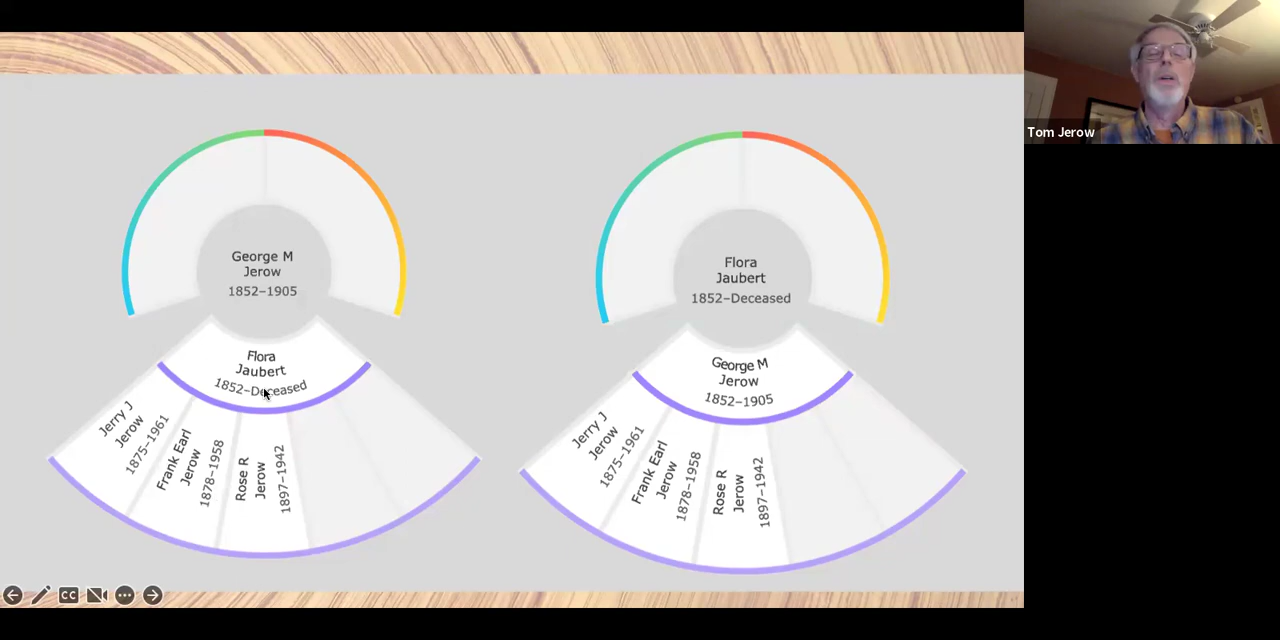 George M
Jerow
1852–1905
Flora
Jaubert
1852–Deceased
Jerry J
Jerow
1875–1961
Frank Earl
Jerow
1878–1958
Rose R
Jerow
1897–1942
Flora
Jaubert
1852–Deceased
George M
Jerow
1852–1905
Jerry J
Jerow
1875–1961
Frank Earl
Jerow
1878–1958
Rose R
Jerow
1897–1942
Tom Jerow
CC